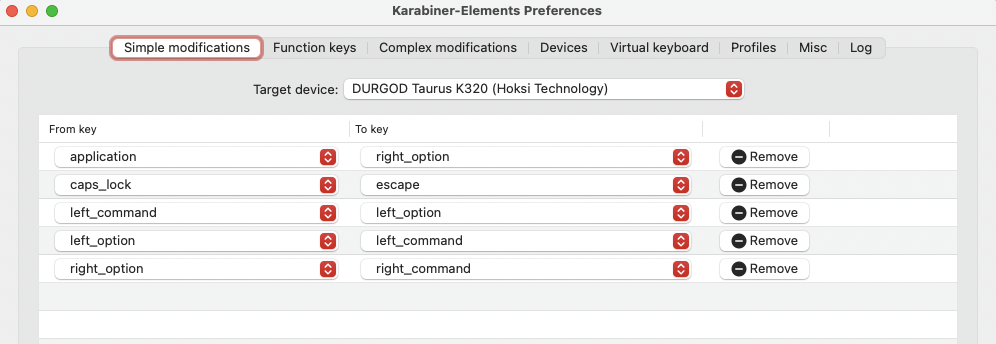 Karabiner-Elements Preferences
Simple modifications Function keys Complex modifications Devices Virtual keyboard Profiles Misc Log
Target device: DURGOD Taurus K320 (Hoksi Technology)
From key To key
application right_option Remove
caps_lock escape Remove
left_command left_option Remove
left_option left_command Remove
right_option right_command Remove